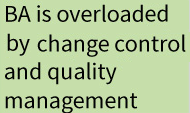 BA is overloaded
by change control
and quality
management